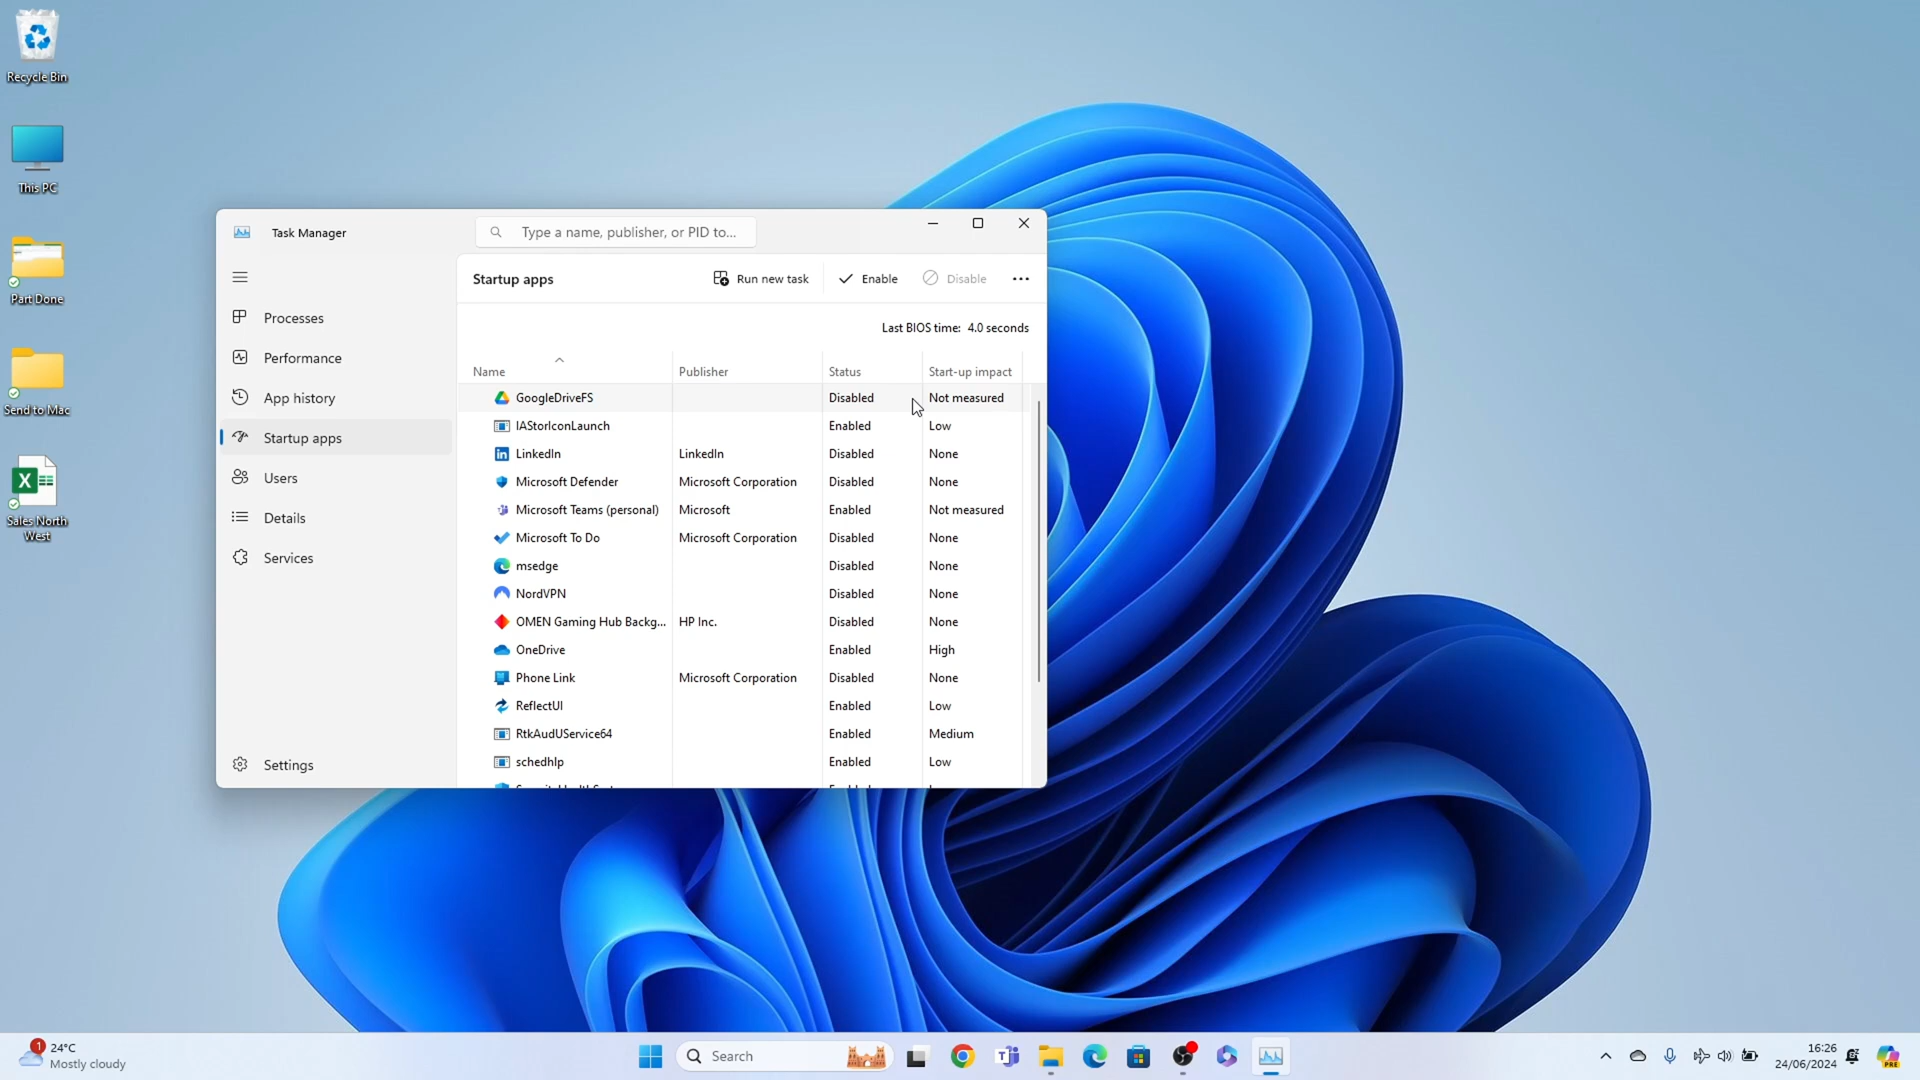 Recycle Bin
This PC
Part Done
Send to Mac
Sales North
West
Task Manager
Type a name, publisher, or PID to...
Startup apps
Run new task
Enable
Disable
Processes
Performance
App history
Startup apps
Users
Details
Services
Settings
Last BIOS time: 4.0 seconds
Name Publisher Status Start-up impact
GoogleDriveFS Disabled Not measured
IAStorIconLaunch Enabled Low
LinkedIn LinkedIn Disabled None
Microsoft Defender Microsoft Corporation Disabled None
Microsoft Teams (personal) Microsoft Enabled Not measured
Microsoft To Do Microsoft Corporation Disabled None
msedge Disabled None
NordVPN Disabled None
OMEN Gaming Hub Backg... HP Inc. Disabled None
OneDrive Enabled High
Phone Link Microsoft Corporation Disabled None
ReflectUI Enabled Low
RtkAudUService64 Enabled Medium
schedhlp Enabled Low
1
24°C
Mostly cloudy
Search
16:26
24/06/2024
PRE